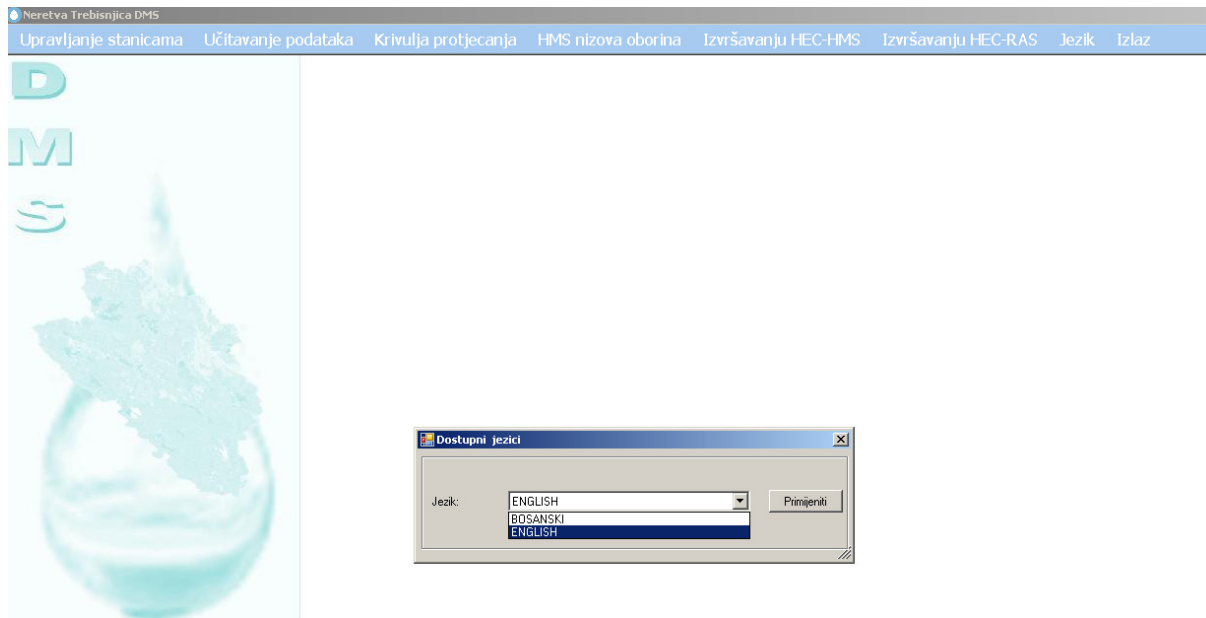 Neretva Trebisnjica DMS
Upravljanje stanicama Učitavanje podataka Krivulja protjecanja HMS nizova oborina Izvršavanju HEC-HMS Izvršavanju HEC-RAS Jezik Izlaz
D
M
S
Dostupni jezici
Jezik: ENGLISH Primijeniti
BOSANSKI
ENGLISH